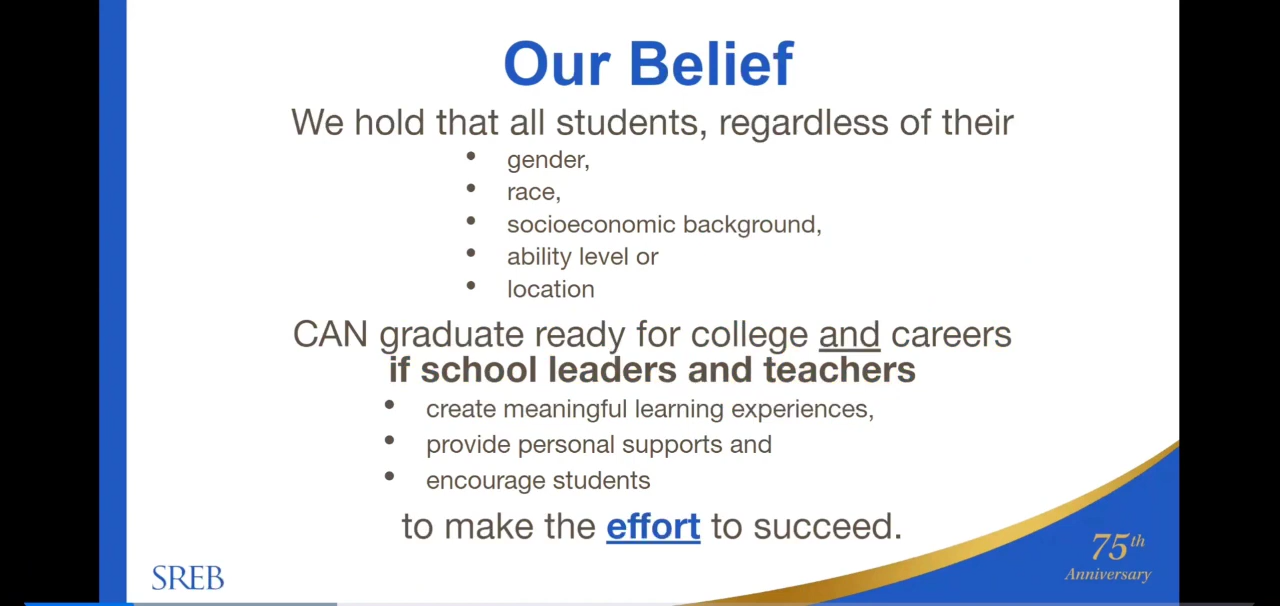 Our Belief
We hold that all students, regardless of their
• gender,
• race,
• socioeconomic background,
• ability level or
• location
CAN graduate ready for college and careers
if school leaders and teachers
• create meaningful learning experiences,
• provide personal supports and
• encourage students
to make the effort to succeed.
SREB
75th
Anniversary